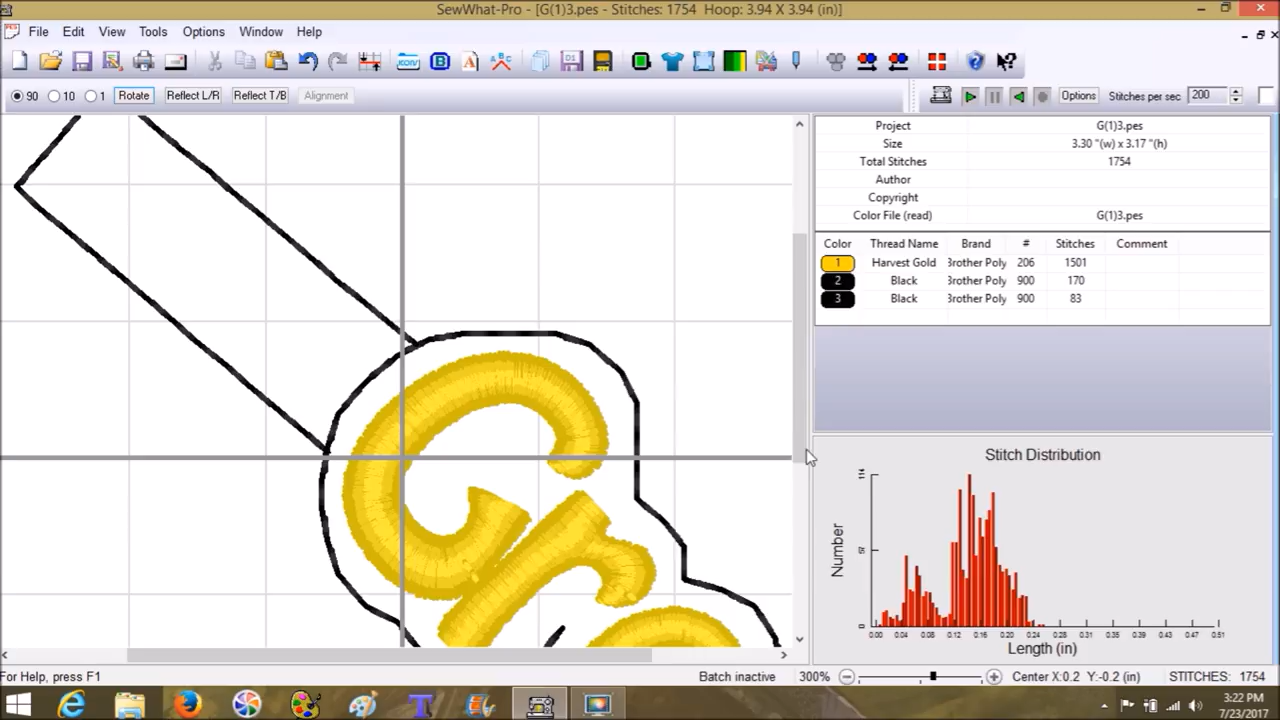 SewWhat-Pro - [G(1)3.pes - Stitches: 1754 Hoop: 3.94 X 3.94 (in)]
File Edit View Tools Options Window Help
90 10 1 Rotate Reflect L/R Reflect T/B Alignment Options Stitches per sec 200
Project G(1)3.pes
Size 3.30 "(w) x 3.17 "(h)
Total Stitches 1754
Author
Copyright
Color File (read) G(1)3.pes
Color Thread Name Brand # Stitches Comment
1 Harvest Gold Brother Poly 206 1501
2 Black Brother Poly 900 170
3 Black Brother Poly 900 83
Stitch Distribution
Number
0.00 0.04 0.08 0.12 0.16 0.20 0.24 0.28 0.31 0.35 0.39 0.43 0.47 0.51
Length (in)
For Help, press F1 Batch inactive 300% Center X:0.2 Y:-0.2 (in) STITCHES: 1754
3:22 PM
7/23/2017